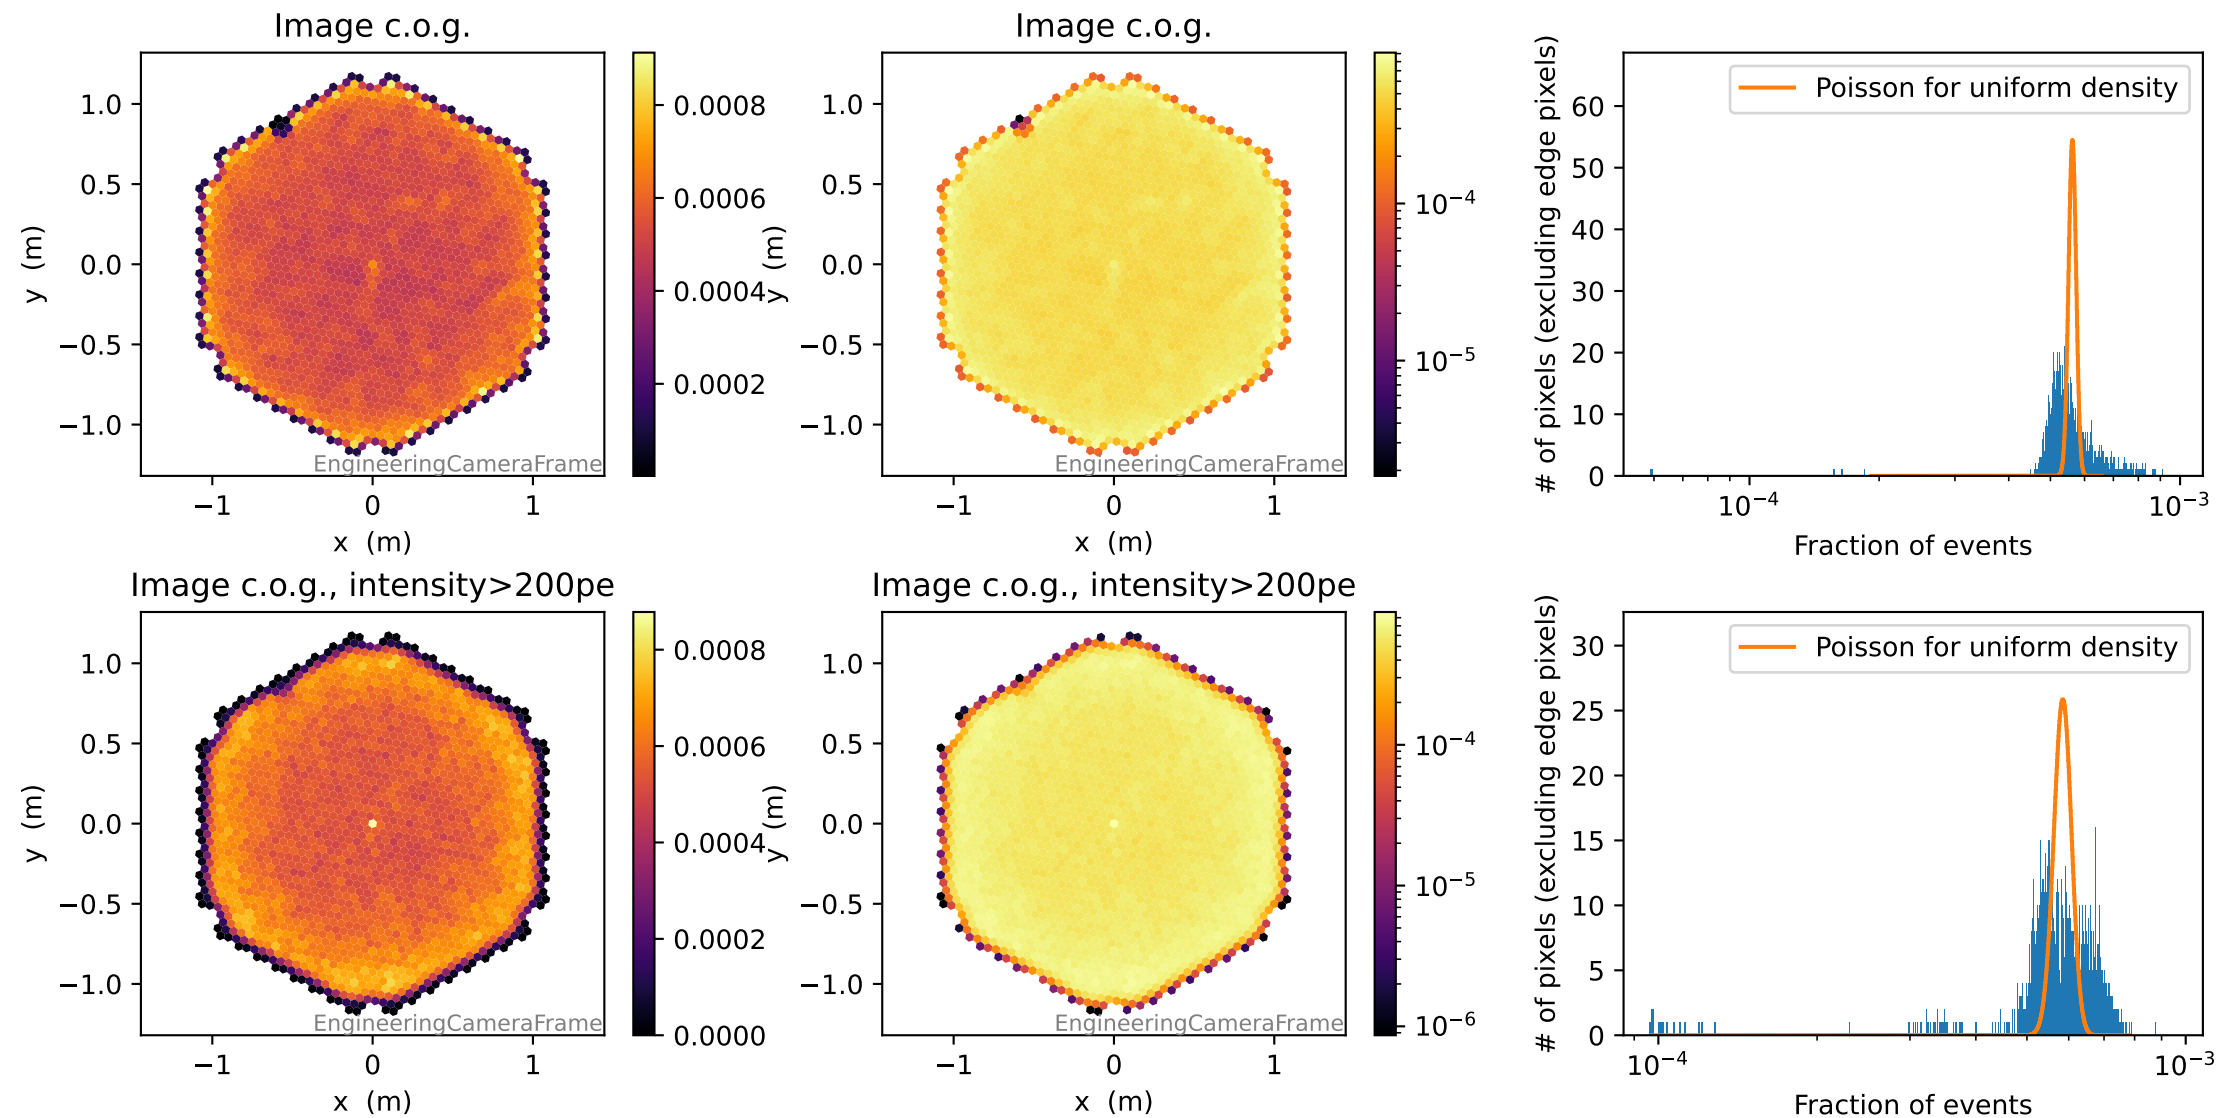 Image c.o.g.
y (m)
1.0
0.5
0.0
−0.5
−1.0
EngineeringCameraFrame
−1 0 1
x (m)
0.0008
0.0006
0.0004
0.0002
Image c.o.g.
y (m)
1.0
0.5
0.0
−0.5
−1.0
EngineeringCameraFrame
−1 0 1
x (m)
10⁻⁴
10⁻⁵
# of pixels (excluding edge pixels)
60
50
40
30
20
10
0
Poisson for uniform density
10⁻⁴ 10⁻³
Fraction of events
Image c.o.g., intensity>200pe
y (m)
1.0
0.5
0.0
−0.5
−1.0
EngineeringCameraFrame
−1 0 1
x (m)
0.0008
0.0006
0.0004
0.0002
0.0000
Image c.o.g., intensity>200pe
y (m)
1.0
0.5
0.0
−0.5
−1.0
EngineeringCameraFrame
−1 0 1
x (m)
10⁻⁴
10⁻⁵
10⁻⁶
# of pixels (excluding edge pixels)
30
25
20
15
10
5
0
Poisson for uniform density
10⁻⁴ 10⁻³
Fraction of events